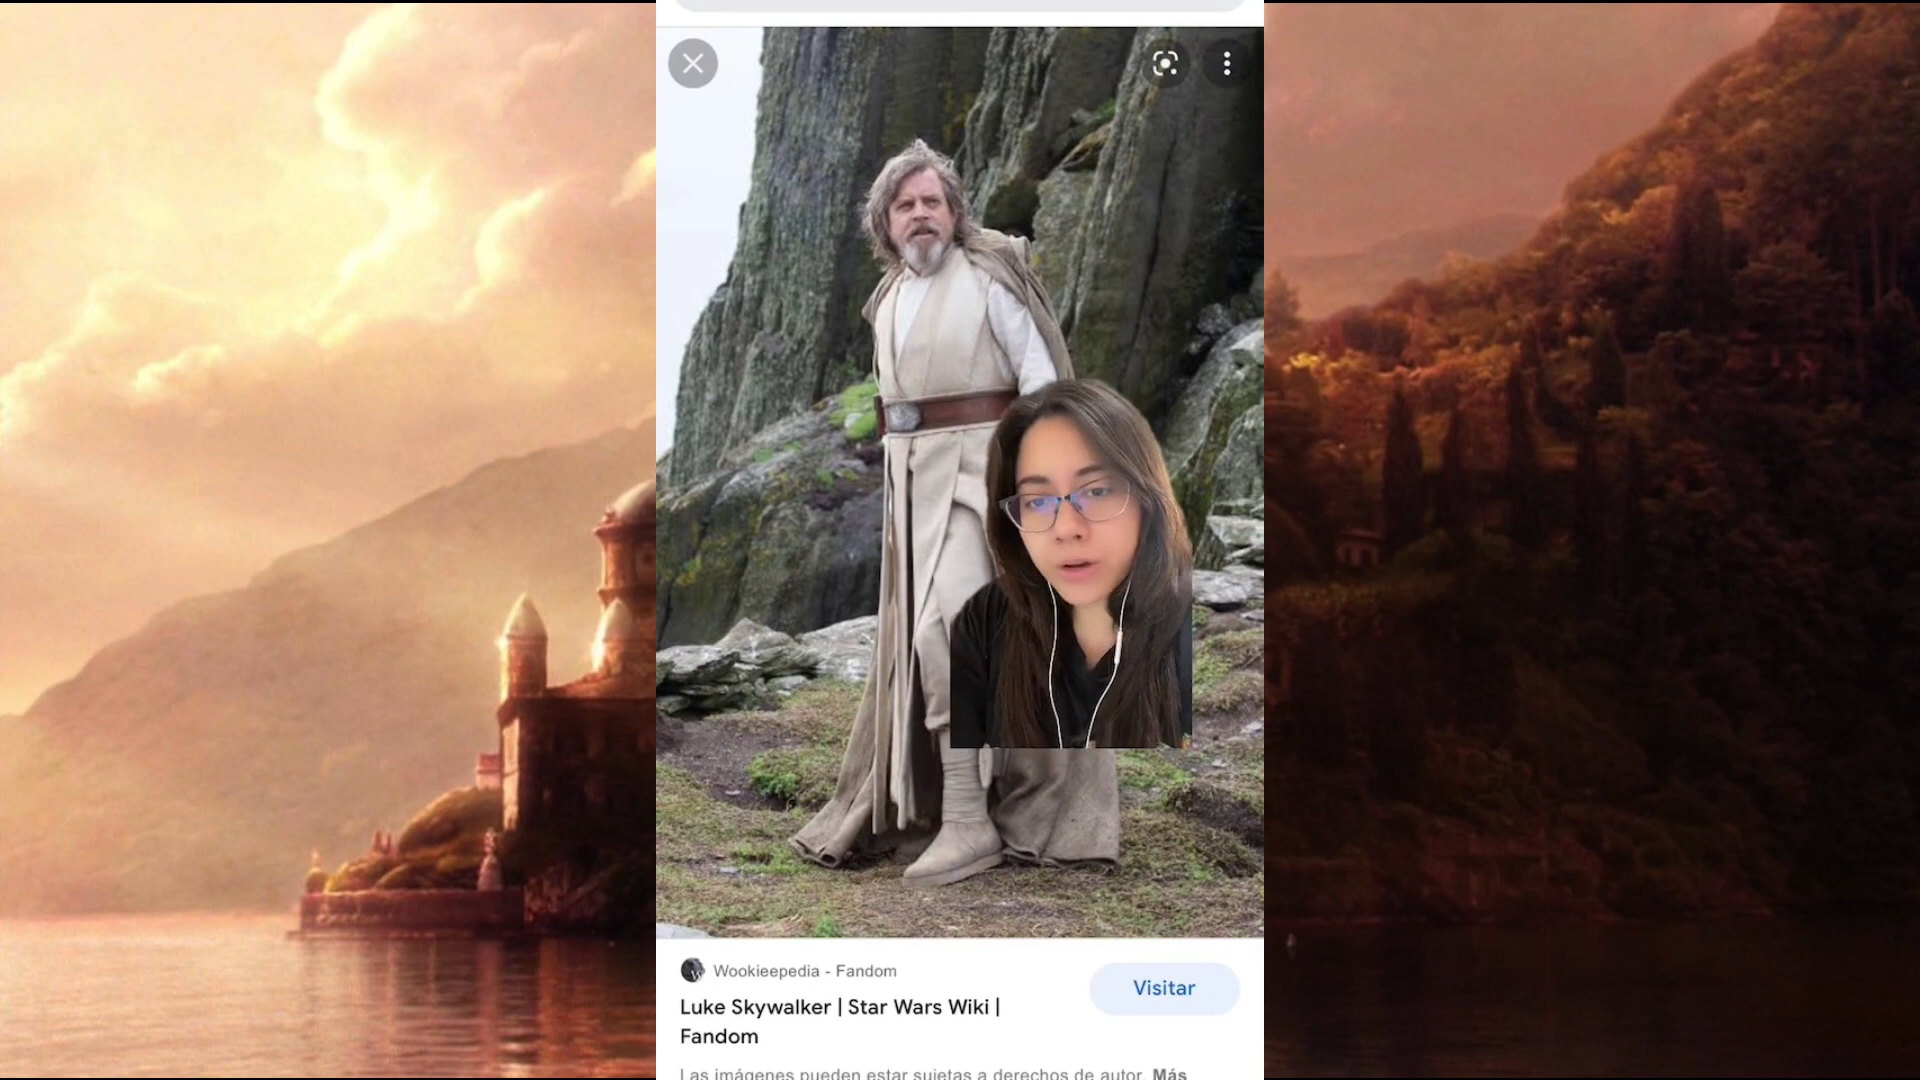 Wookieepedia - Fandom
Visitar
Luke Skywalker | Star Wars Wiki |
Fandom
Las imágenes pueden estar sujetas a derechos de autor. Más